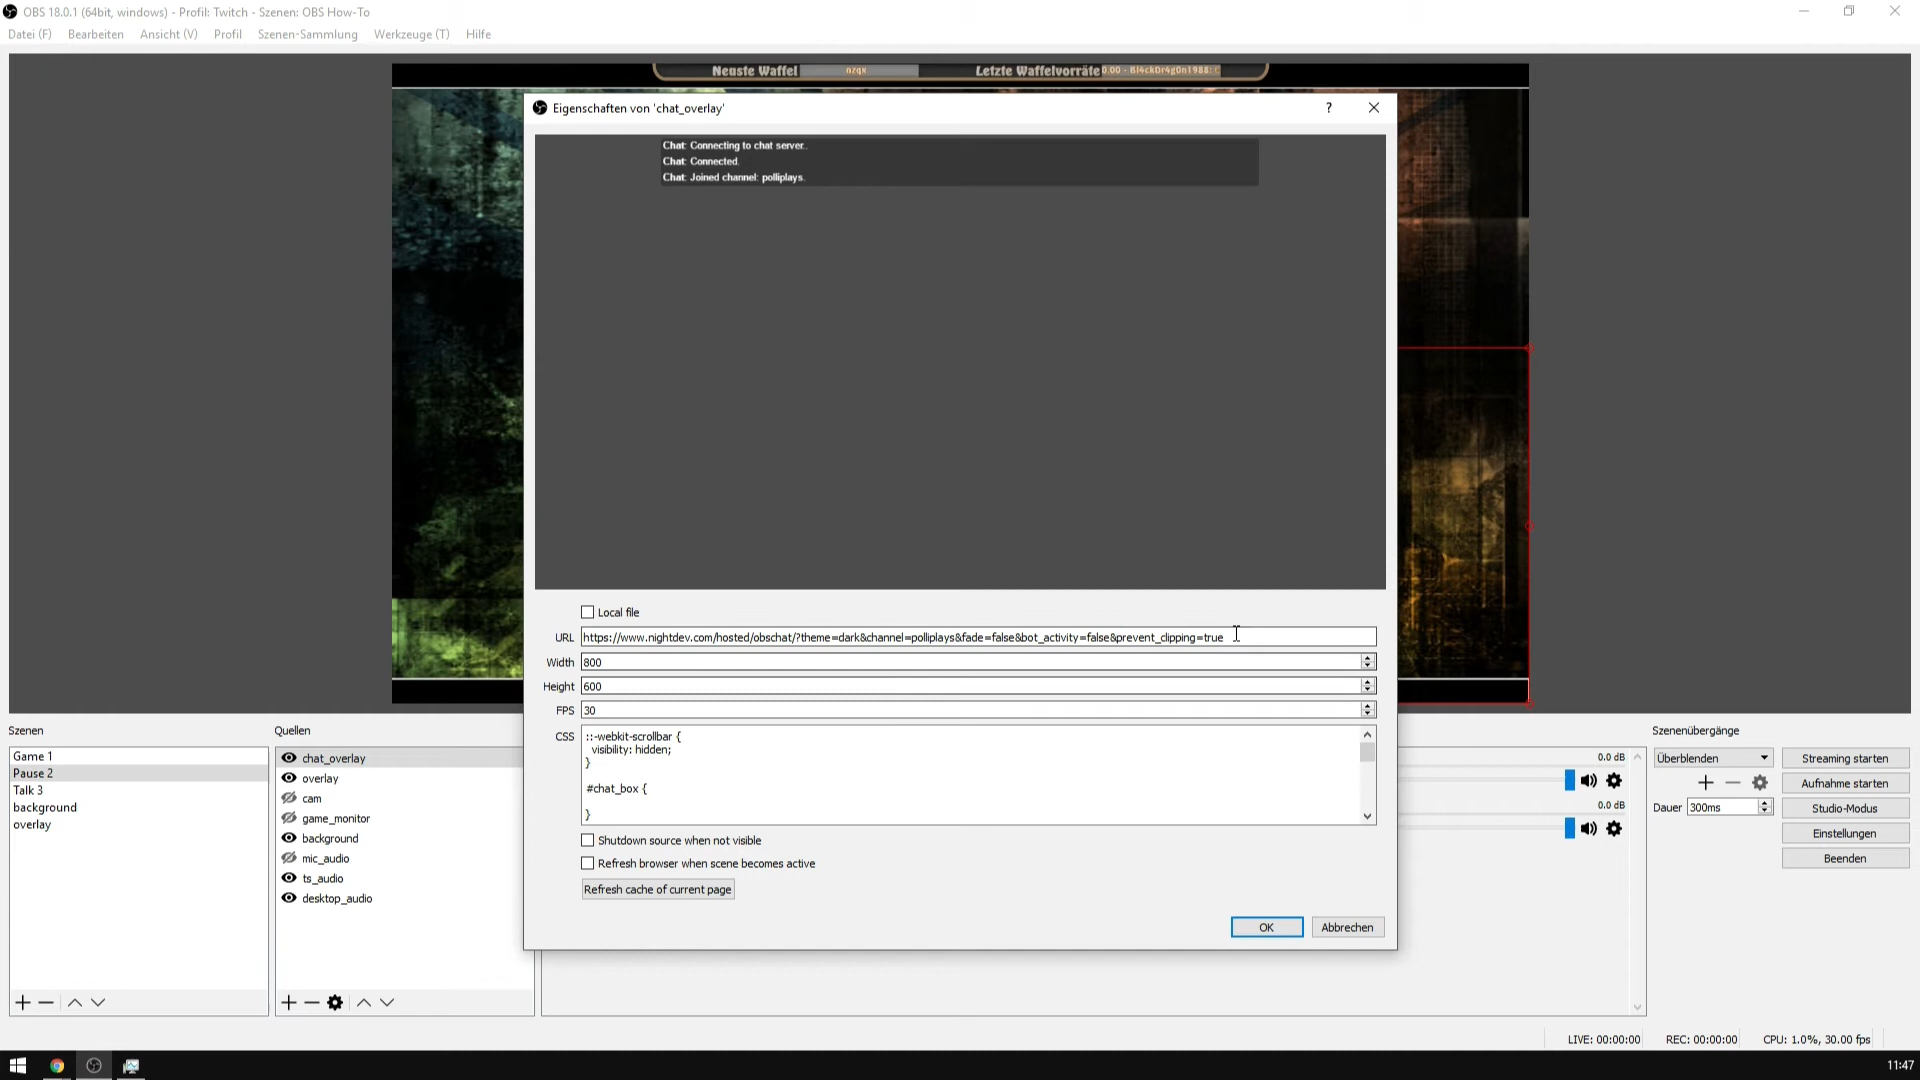 OBS 18.0.1 (64bit, windows) - Profil: Twitch - Szenen: OBS How-To
Datei (F) Bearbeiten Ansicht (V) Profil Szenen-Sammlung Werkzeuge (T) Hilfe
Neuste Waffel nzqx Letzte Waffelvorräte 0.00 - Bl4ckDr4g0n1988:
Eigenschaften von 'chat_overlay' ?
Chat: Connecting to chat server..
Chat: Connected.
Chat: Joined channel: polliplays.
Local file
URL https://www.nightdev.com/hosted/obschat/?theme=dark&channel=polliplays&fade=false&bot_activity=false&prevent_clipping=true
Width 800
Height 600
FPS 30
CSS ::-webkit-scrollbar {
visibility: hidden;
}
#chat_box {
}
Shutdown source when not visible
Refresh browser when scene becomes active
Refresh cache of current page
OK Abbrechen
Szenen
Game 1
Pause 2
Talk 3
background
overlay
Quellen
chat_overlay
overlay
cam
game_monitor
background
mic_audio
ts_audio
desktop_audio
0.0 dB
0.0 dB
Szenenübergänge
Überblenden
Dauer 300ms
Streaming starten
Aufnahme starten
Studio-Modus
Einstellungen
Beenden
LIVE: 00:00:00 REC: 00:00:00 CPU: 1.0%, 30.00 fps
11:47